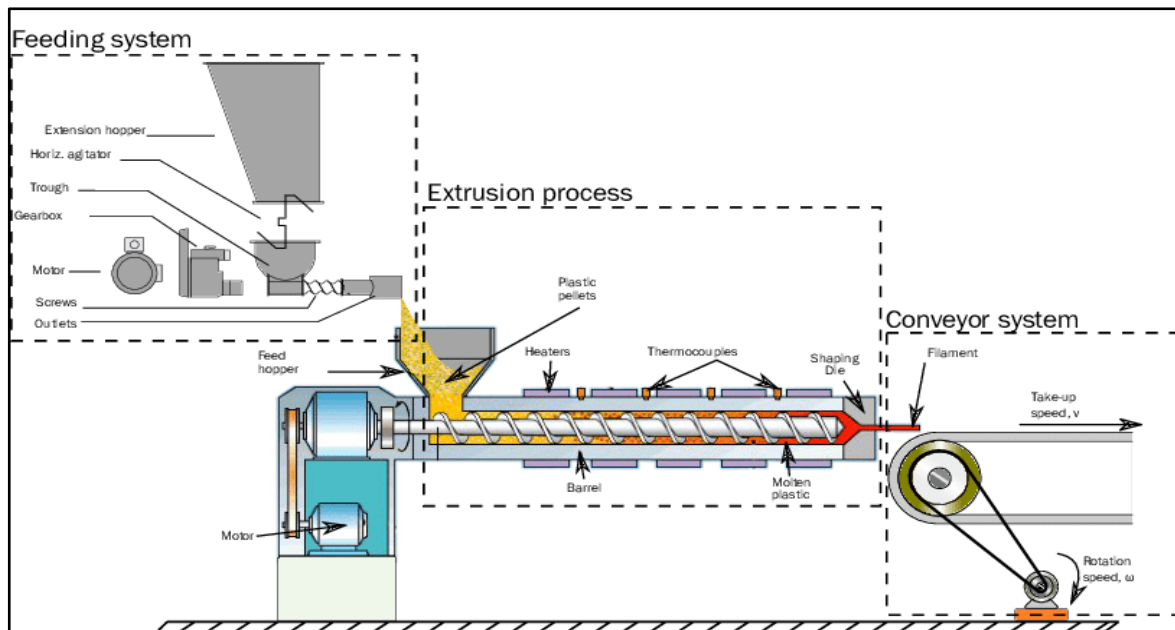 Feeding system
Extension hopper
Horiz. agitator
Trough
Gearbox
Motor
Screws
Outlets
Extrusion process
Plastic
pellets
Feed
hopper
Heaters
Thermocouples
Shaping
Die
Barrel
Molten
plastic
Motor
Conveyor system
Filament
Take-up
speed, v
Rotation
speed, ω